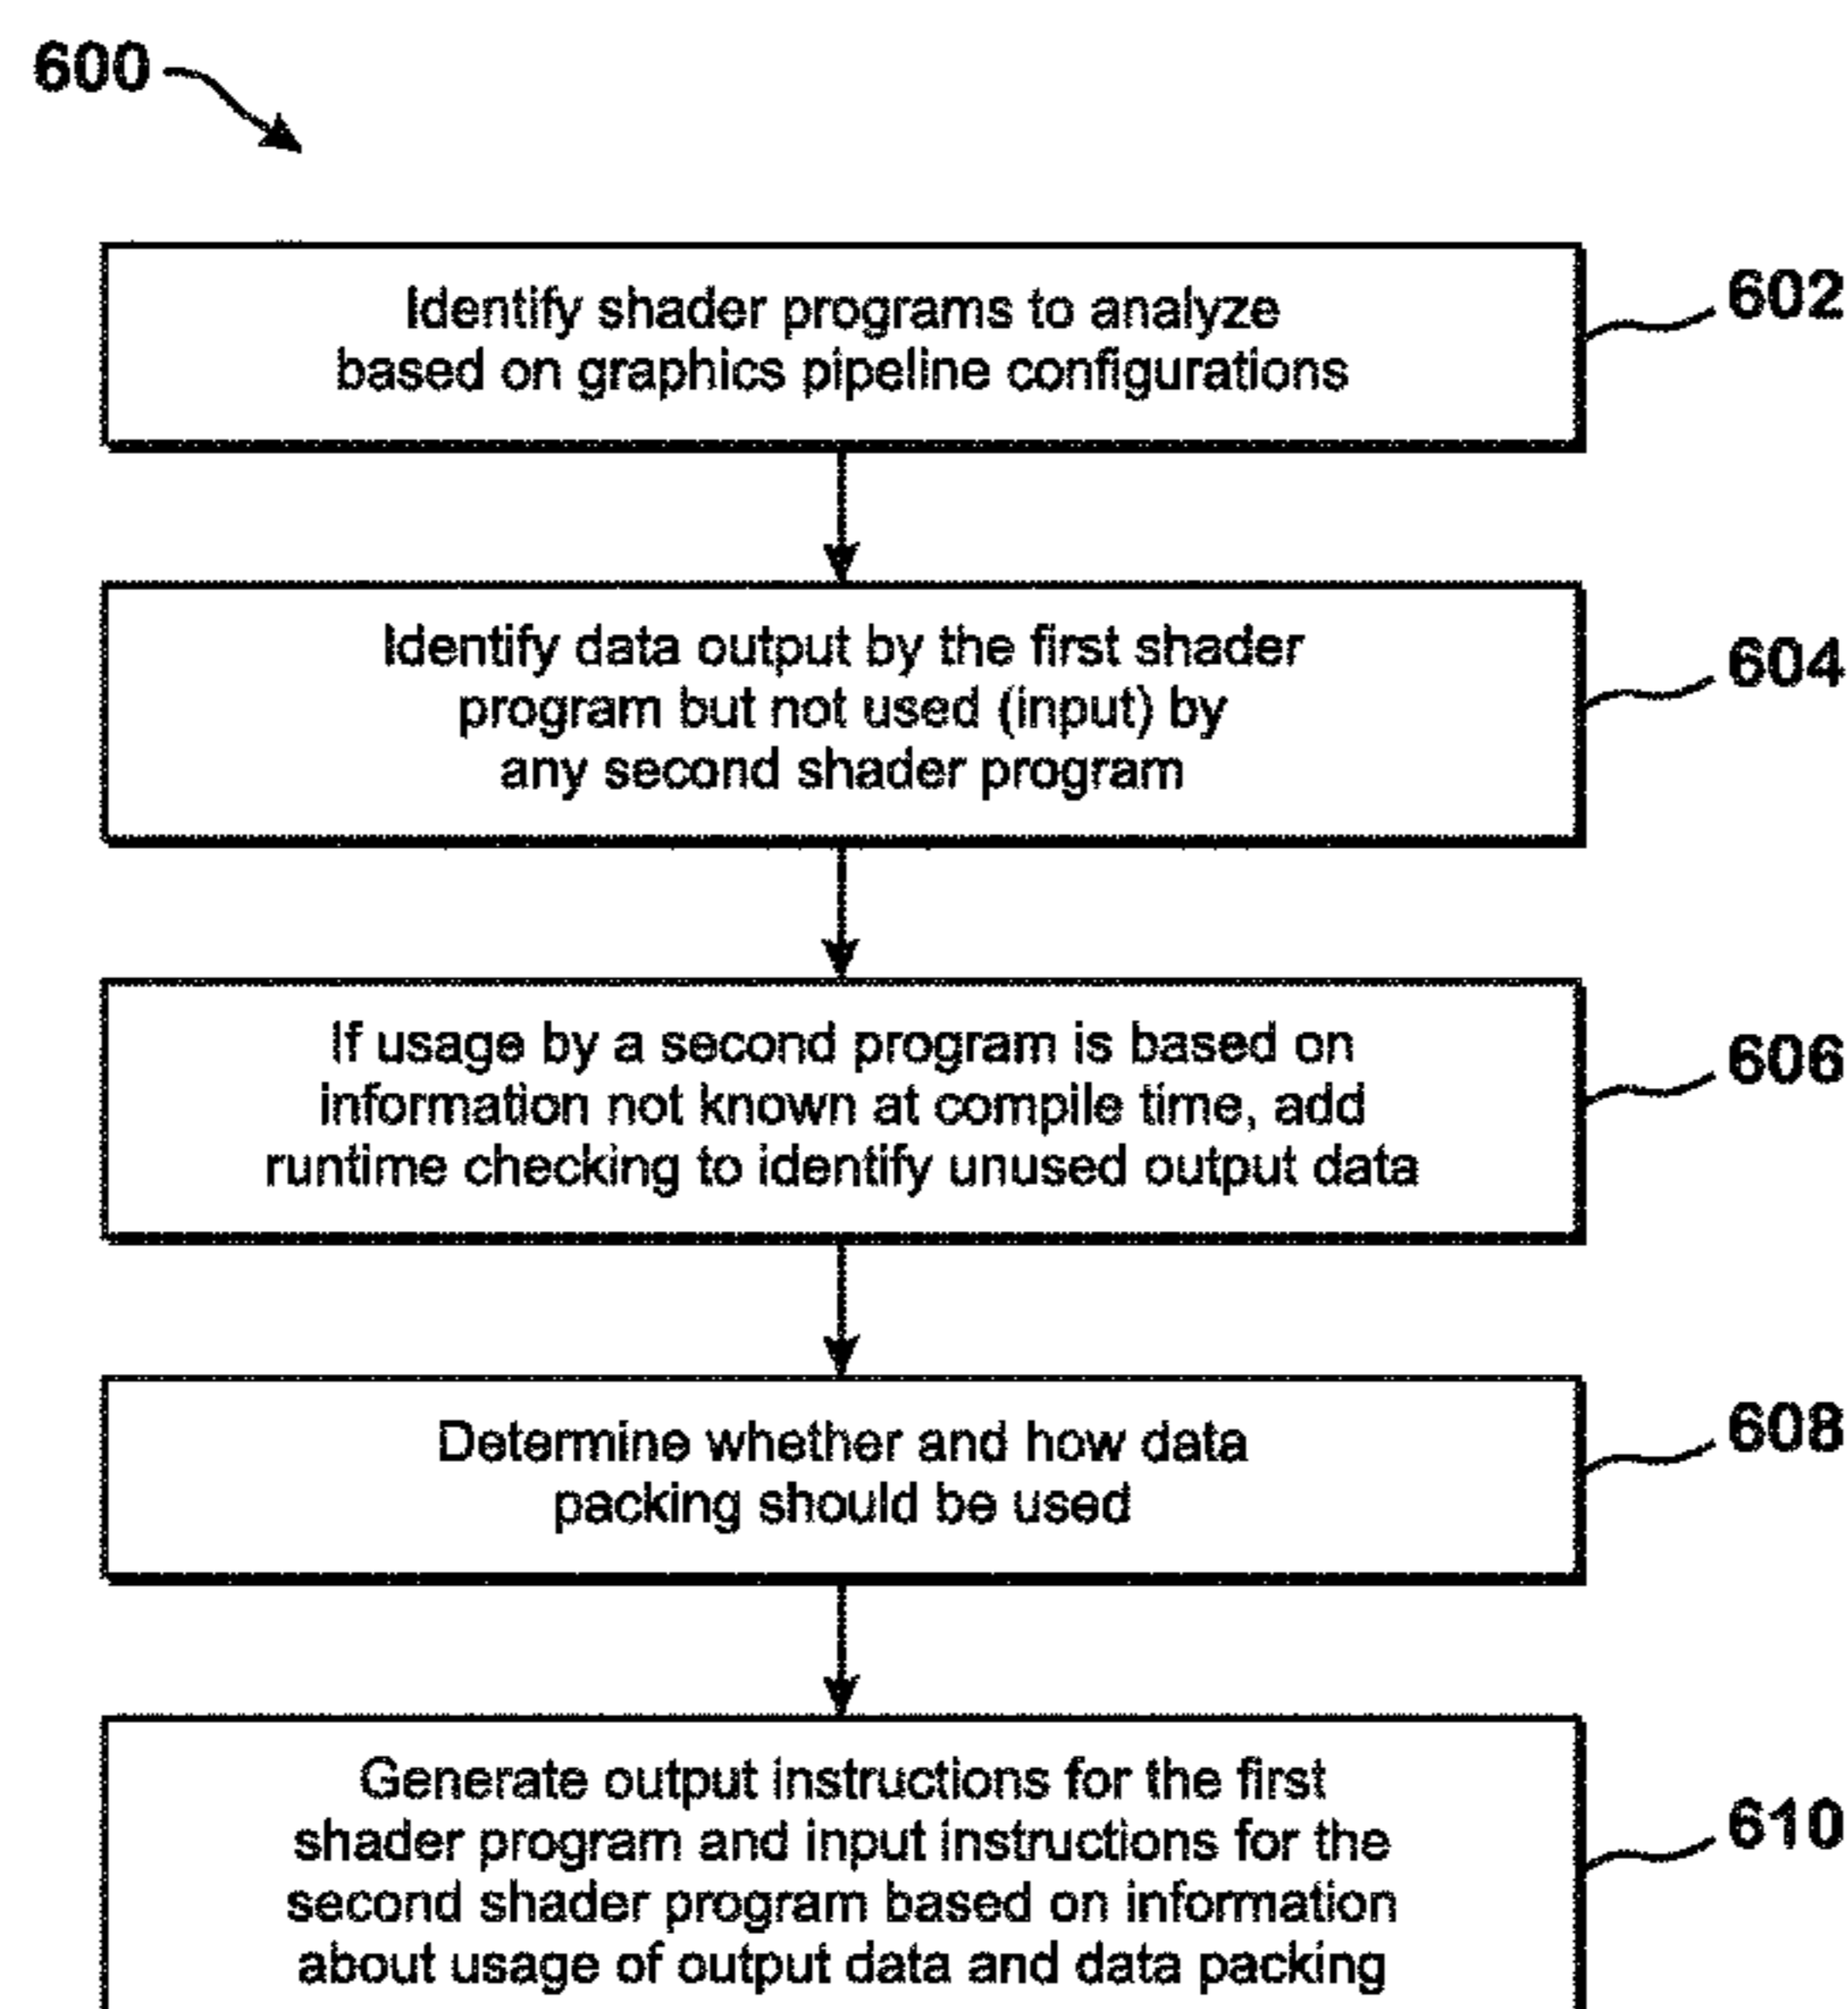 600
Identify shader programs to analyze
based on graphics pipeline configurations
602
Identify data output by the first shader
program but not used (input) by
any second shader program
604
If usage by a second program is based on
information not known at compile time, add
runtime checking to identify unused output data
606
Determine whether and how data
packing should be used
608
Generate output instructions for the first
shader program and input instructions for the
second shader program based on information
about usage of output data and data packing
610